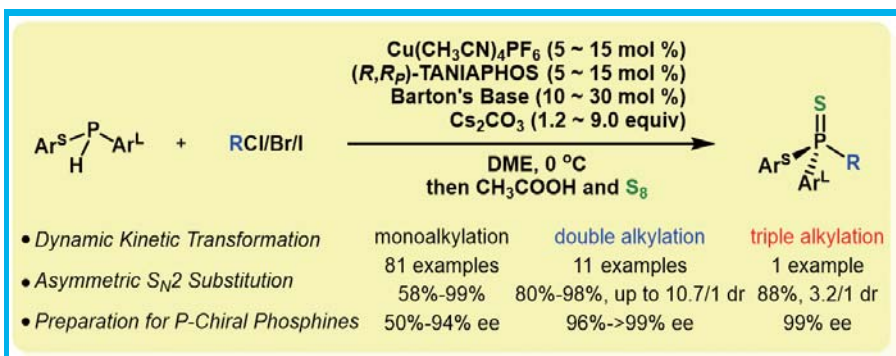 Cu(CH₃CN)₄PF₆ (5 ~ 15 mol %)
(R,Rₚ)-TANIAPHOS (5 ~ 15 mol %)
Barton's Base (10 ~ 30 mol %)
Cs₂CO₃ (1.2 ~ 9.0 equiv)
Arˢ P Arᴸ
H
+
RCl/Br/I
DME, 0 °C
then CH₃COOH and S₈
S
P
Arˢ R
Arᴸ
• Dynamic Kinetic Transformation
• Asymmetric Sɴ2 Substitution
• Preparation for P-Chiral Phosphines
monoalkylation
81 examples
58%-99%
50%-94% ee
double alkylation
11 examples
80%-98%, up to 10.7/1 dr
96%->99% ee
triple alkylation
1 example
88%, 3.2/1 dr
99% ee